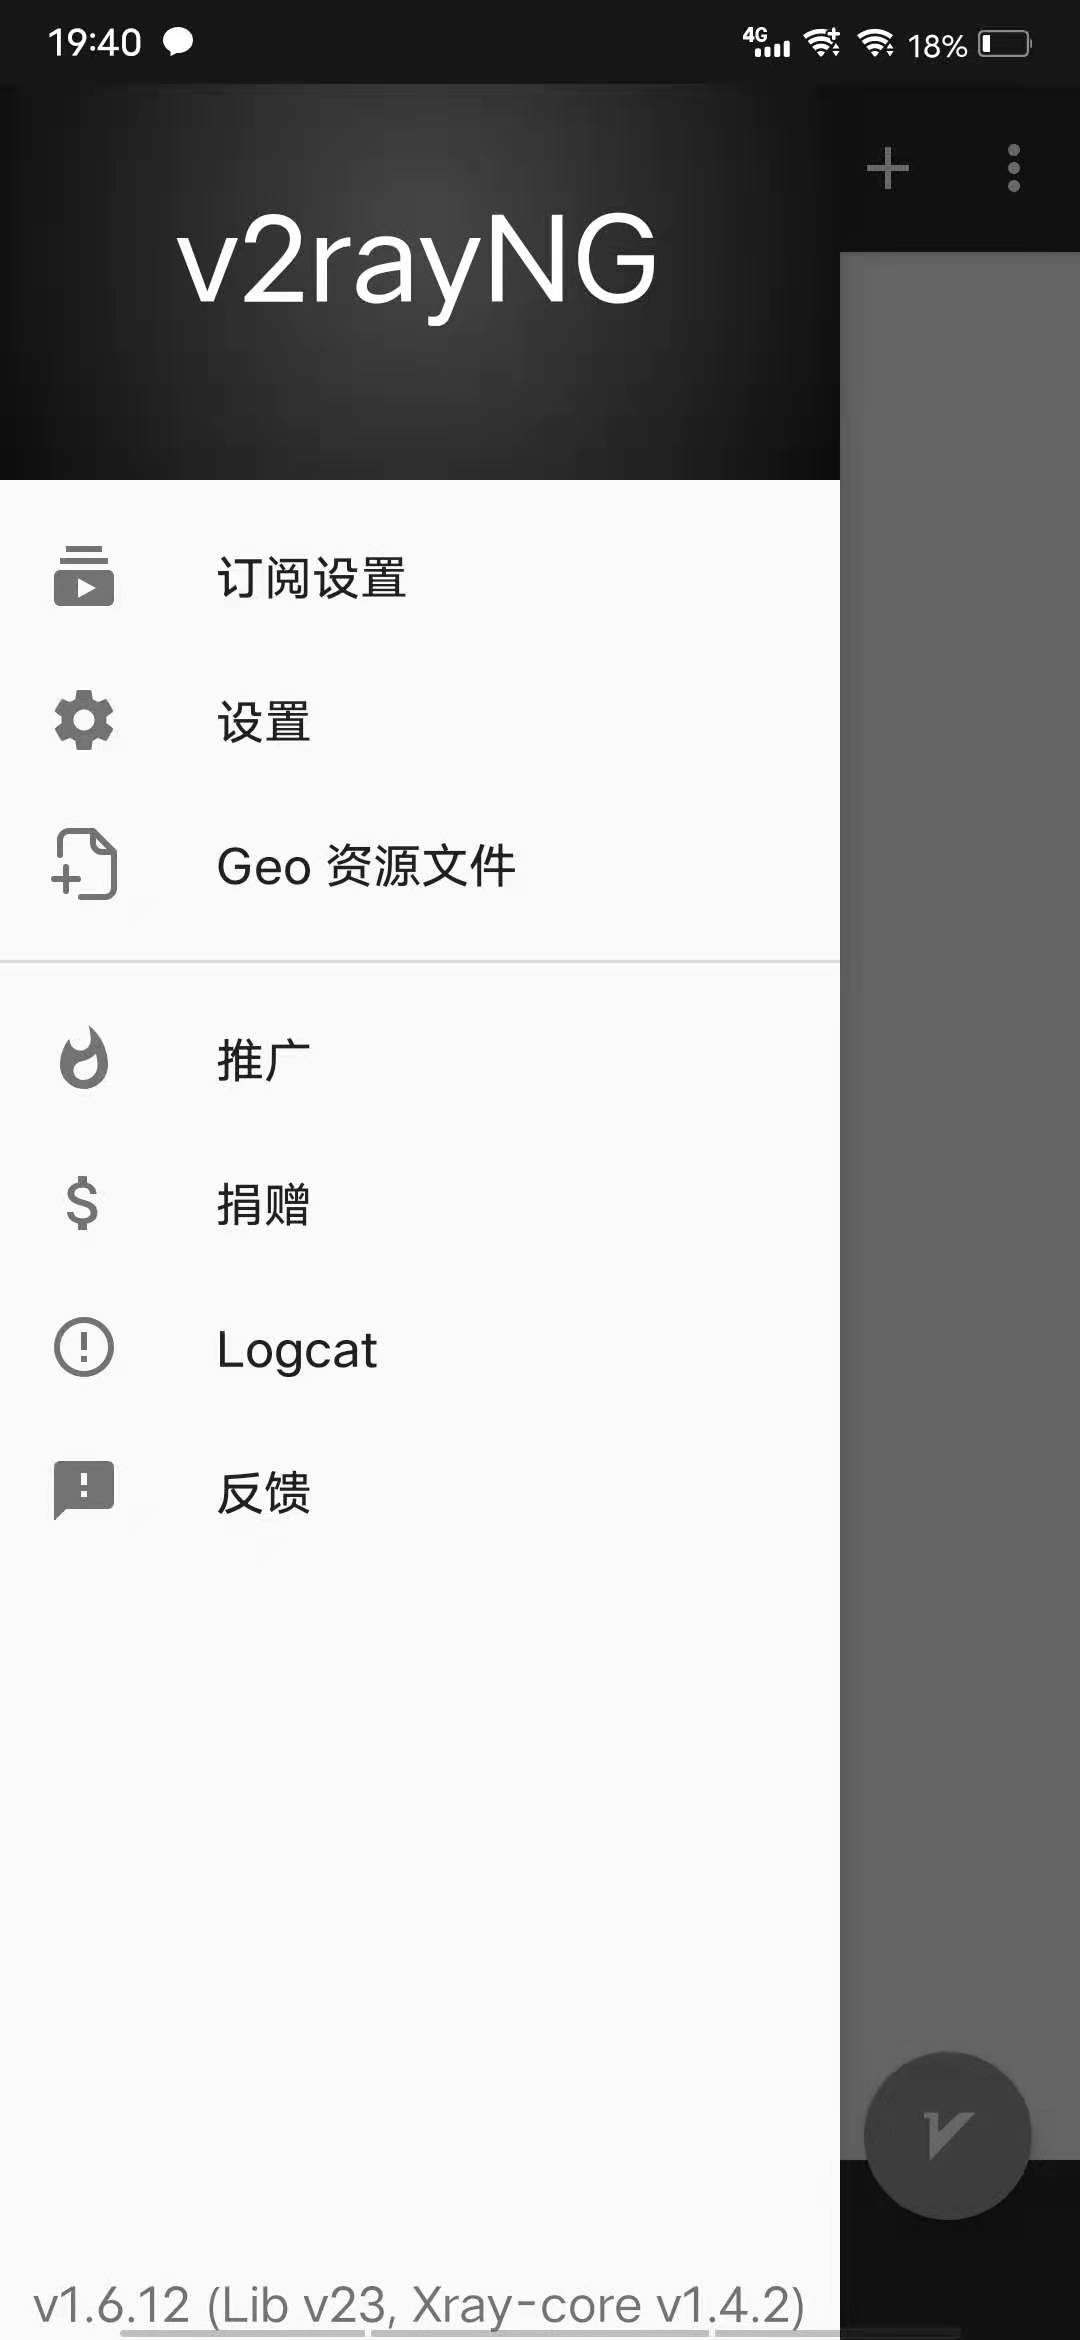 19:40 4G 18%
v2rayNG
订阅设置
设置
Geo 资源文件
推广
捐赠
Logcat
反馈
v1.6.12 (Lib v23, Xray-core v1.4.2)